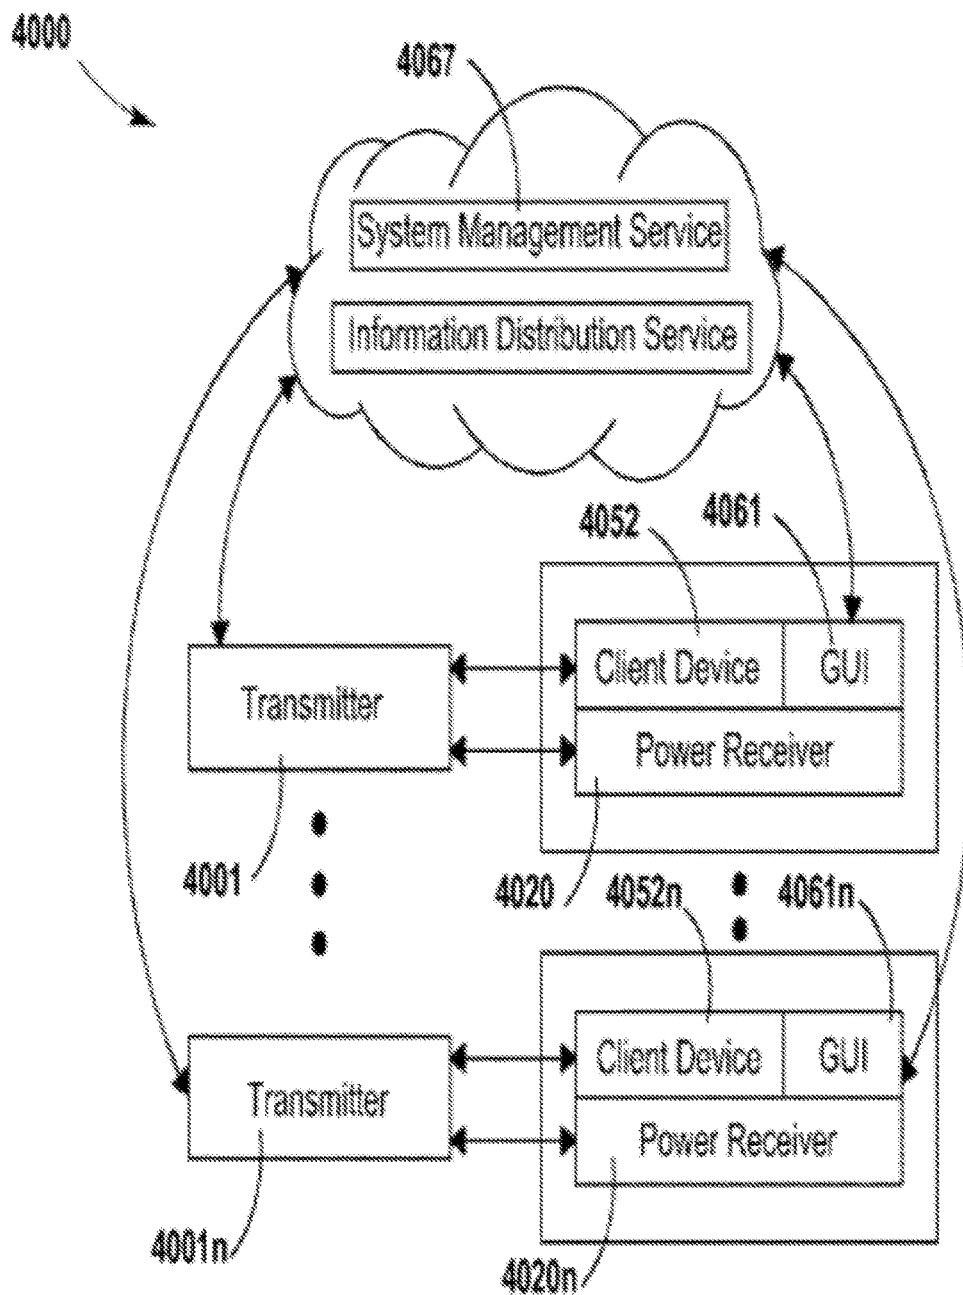 4000
4067
System Management Service
Information Distribution Service
4052
4061
Client Device
GUI
Transmitter
Power Receiver
4001
4020
4052n
4061n
Client Device
GUI
Transmitter
Power Receiver
4001n
4020n